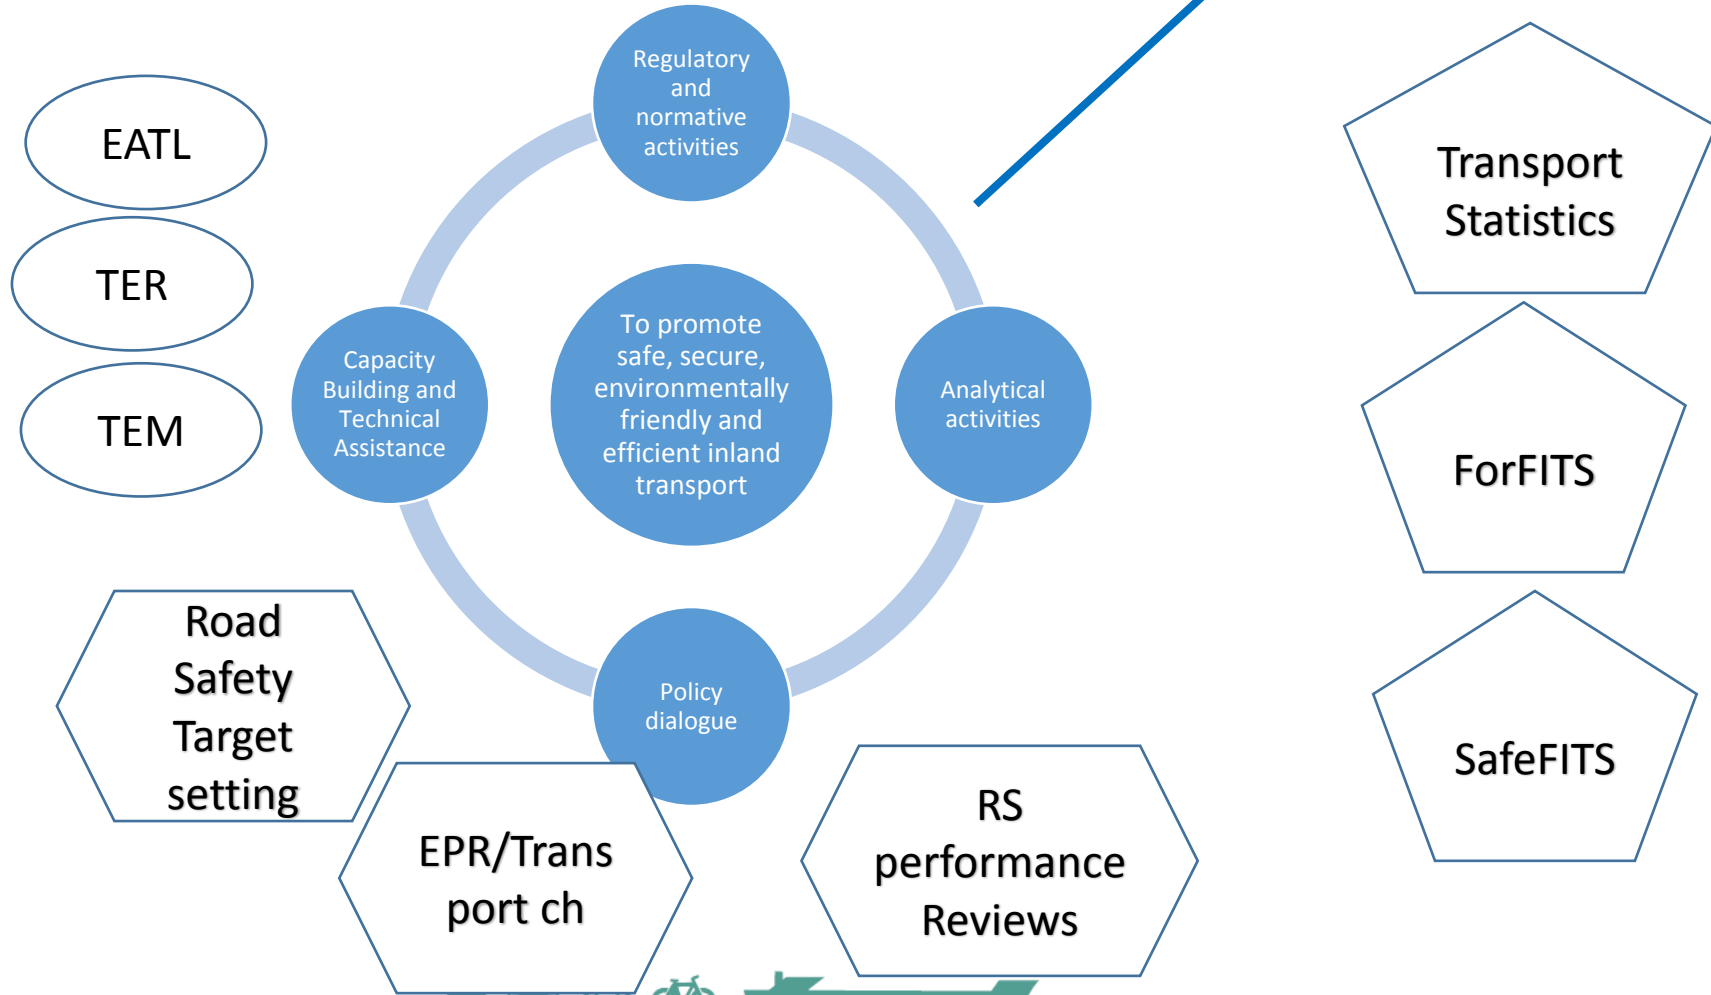 Regulatory
and
normative
activities
EATL
TER
TEM
Capacity
Building and
Technical
Assistance
To promote
safe, secure,
environmentally
friendly and
efficient inland
transport
Analytical
activities
Policy
dialogue
Transport
Statistics
ForFITS
SafeFITS
Road
Safety
Target
setting
EPR/Trans
port ch
RS
performance
Reviews